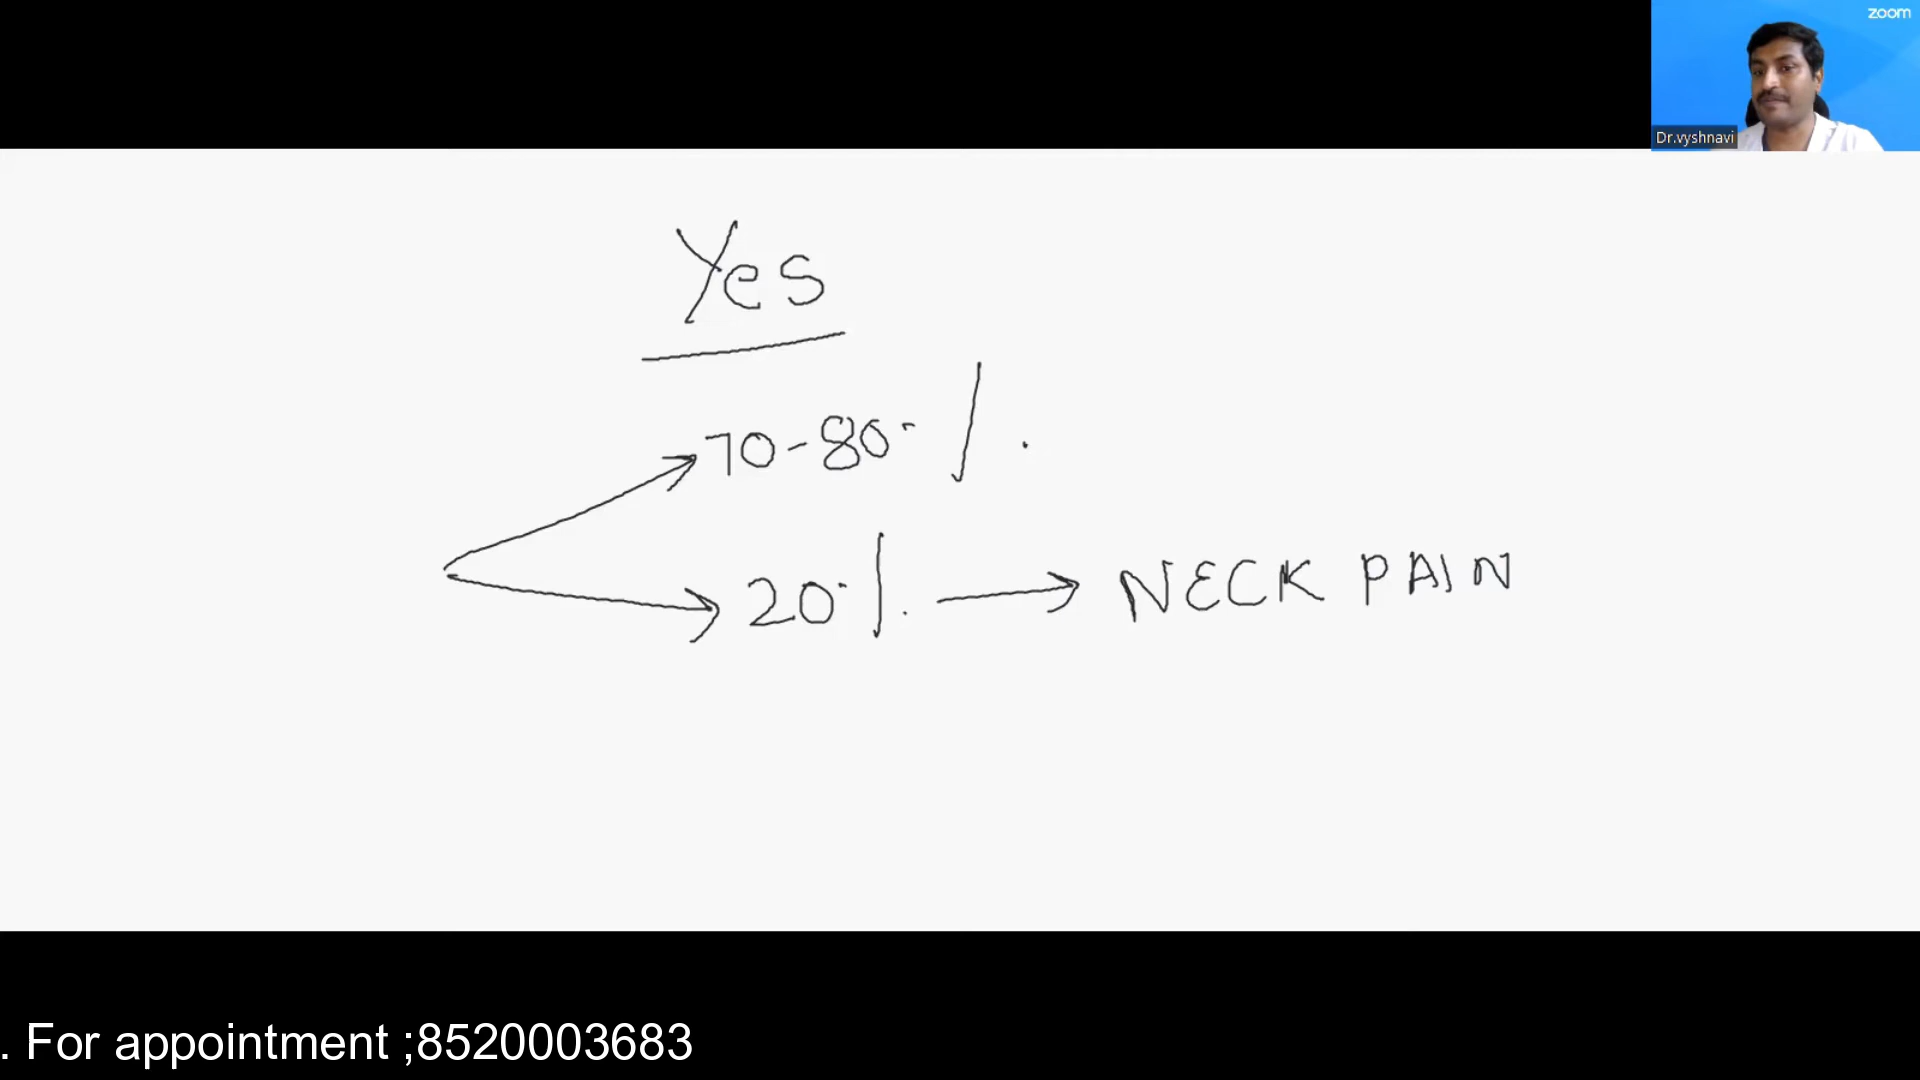 zoom
Dr.vyshnavi
Yes
70-80%.
20%. → NECK PAIN
. For appointment ;8520003683